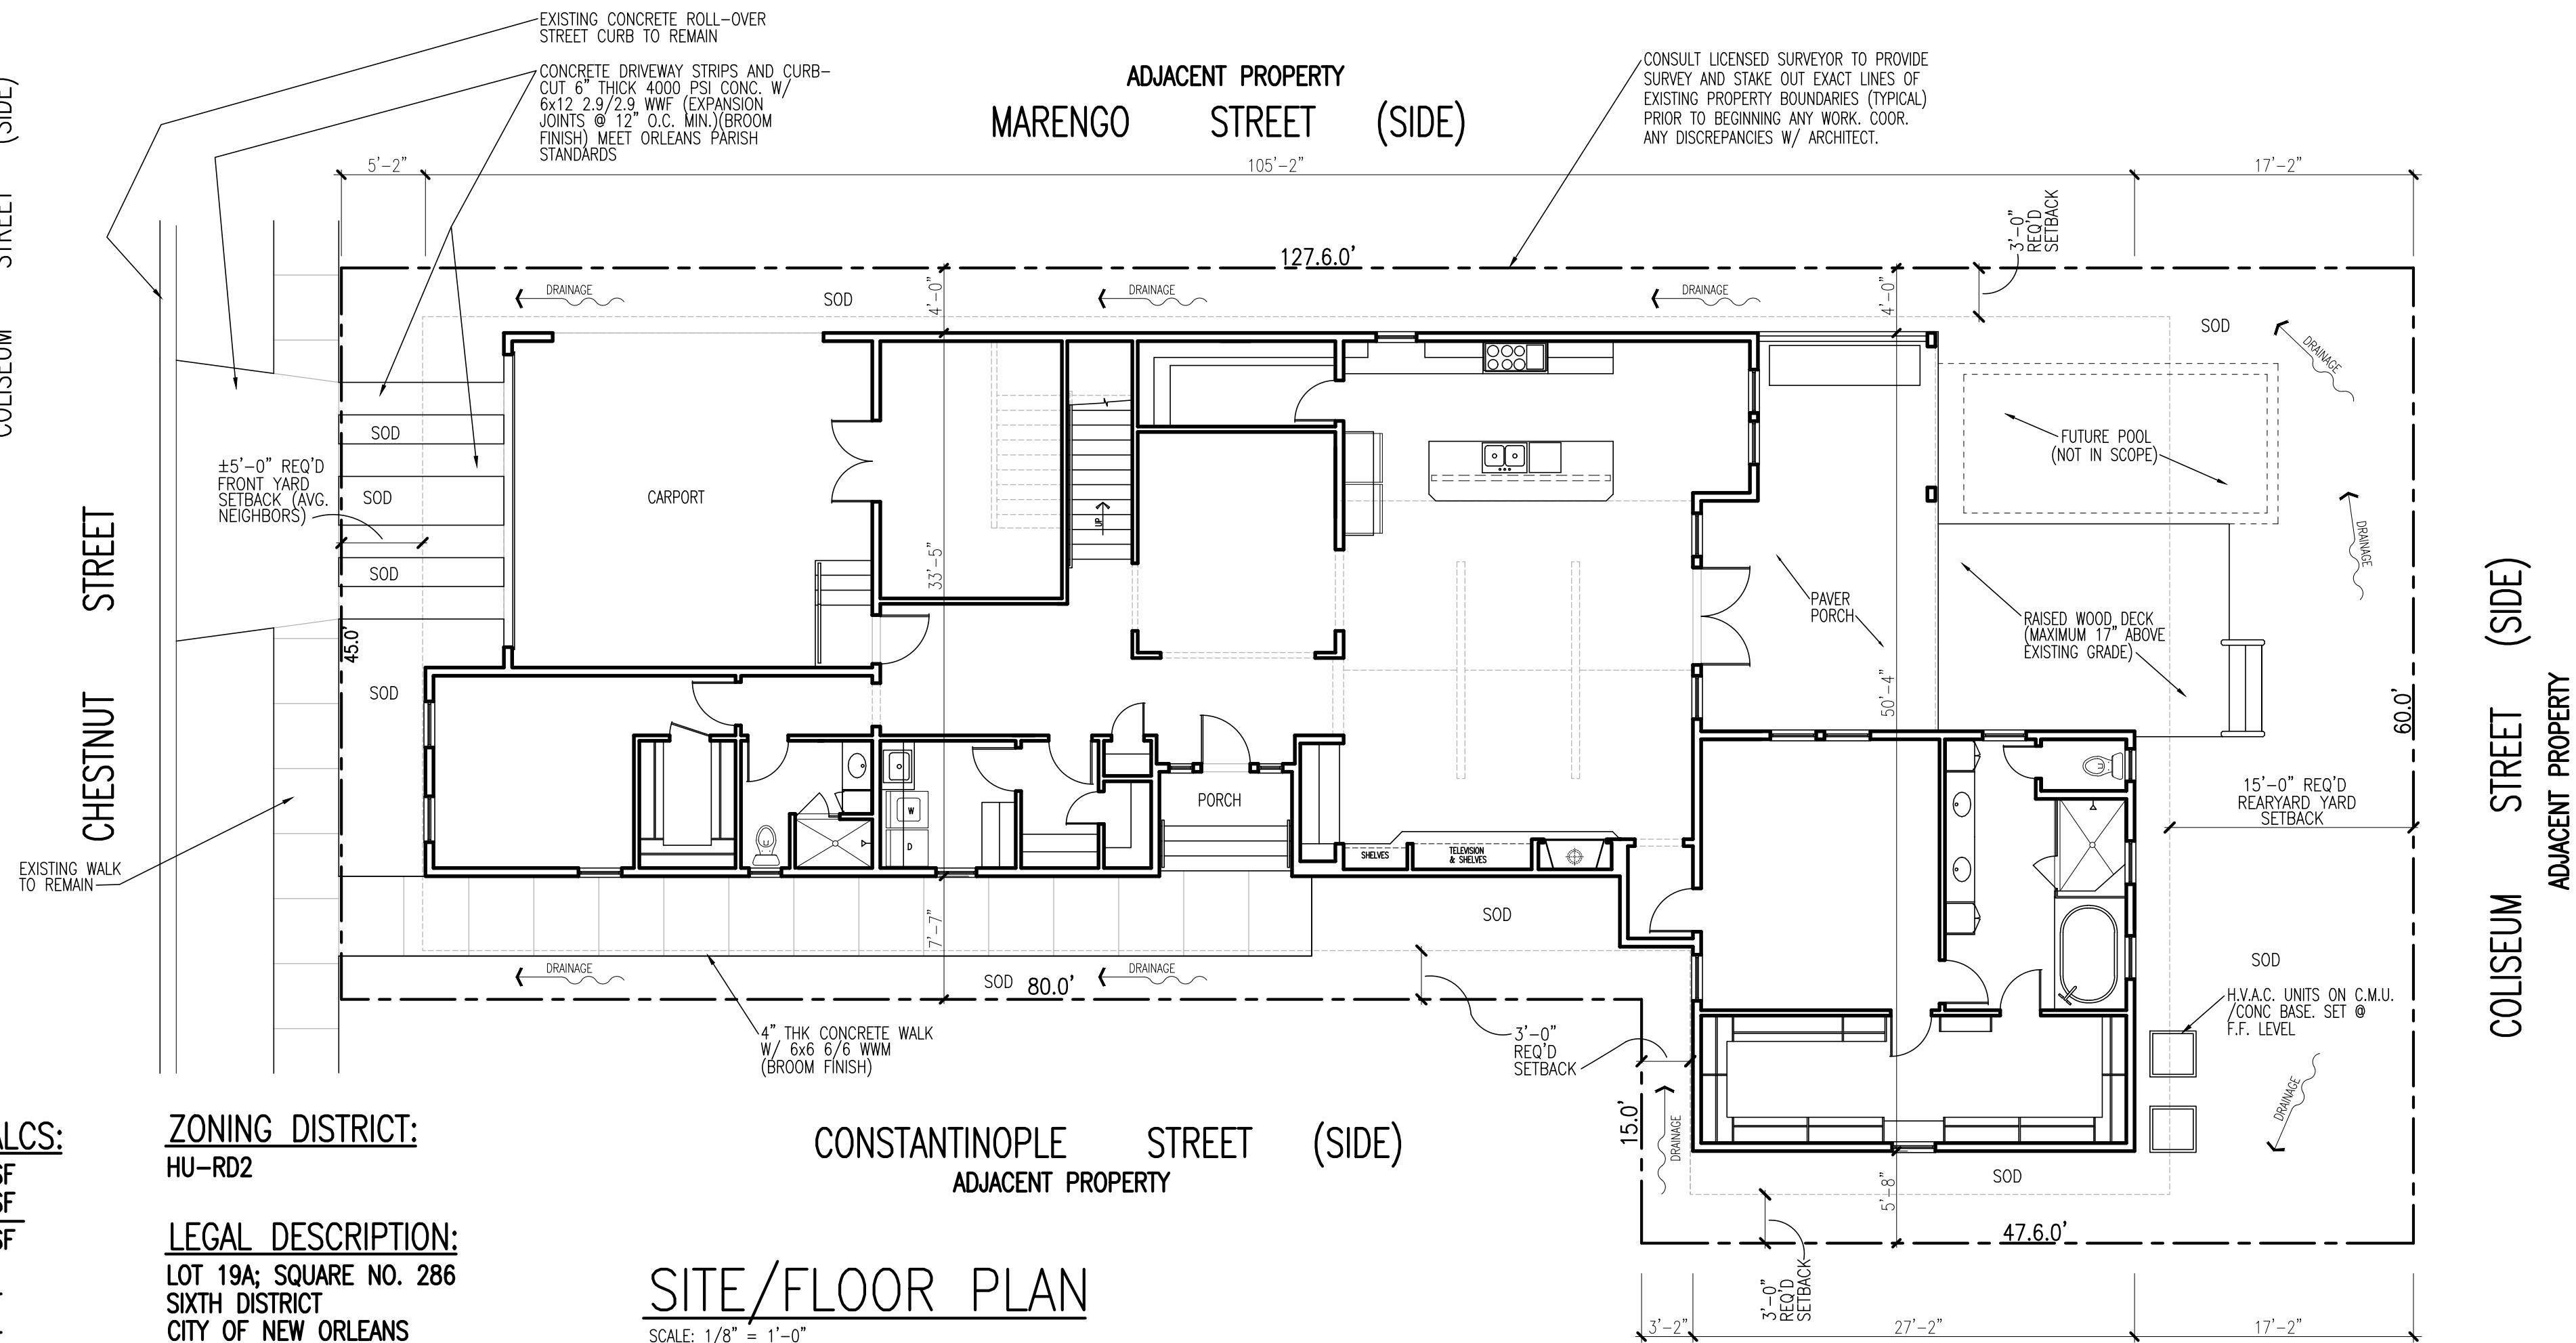 EXISTING CONCRETE ROLL-OVER
STREET CURB TO REMAIN
CONCRETE DRIVEWAY STRIPS AND CURB-
CUT 6" THICK 4000 PSI CONC. W/
6x12 2.9/2.9 WWF (EXPANSION
JOINTS @ 12" O.C. MIN.)(BROOM
FINISH) MEET ORLEANS PARISH
STANDARDS
ADJACENT PROPERTY
MARENGO STREET (SIDE)
CONSULT LICENSED SURVEYOR TO PROVIDE
SURVEY AND STAKE OUT EXACT LINES OF
EXISTING PROPERTY BOUNDARIES (TYPICAL)
PRIOR TO BEGINNING ANY WORK. COOR.
ANY DISCREPANCIES W/ ARCHITECT.
COLISEUM STREET (SIDE)
5'-2"
105'-2"
17'-2"
3'-0"
REQ'D
SETBACK
127.6.0'
DRAINAGE
SOD
4'-0"
DRAINAGE
DRAINAGE
4'-0"
SOD
DRAINAGE
SOD
SOD
SOD
SOD
±5'-0" REQ'D
FRONT YARD
SETBACK (AVG.
NEIGHBORS)
CARPORT
UP
33'-5"
FUTURE POOL
(NOT IN SCOPE)
DRAINAGE
PAVER
PORCH
RAISED WOOD DECK
(MAXIMUM 17" ABOVE
EXISTING GRADE)
45.0'
50'-4"
60.0'
CHESTNUT STREET
COLISEUM STREET (SIDE)
ADJACENT PROPERTY
W
D
PORCH
SHELVES
TELEVISION
& SHELVES
15'-0" REQ'D
REARYARD YARD
SETBACK
EXISTING WALK
TO REMAIN
7'-7"
SOD
DRAINAGE
DRAINAGE
SOD
80.0'
SOD
H.V.A.C. UNITS ON C.M.U.
/CONC BASE. SET @
F.F. LEVEL
4" THK CONCRETE WALK
W/ 6x6 6/6 WWM
(BROOM FINISH)
3'-0"
REQ'D
SETBACK
15.0'
DRAINAGE
DRAINAGE
CONSTANTINOPLE STREET (SIDE)
ADJACENT PROPERTY
SOD
5'-8"
47.6.0'
3'-0"
REQ'D
SETBACK
3'-2"
27'-2"
17'-2"
ALCS:
SF
SF
SF
ZONING DISTRICT:
HU-RD2
LEGAL DESCRIPTION:
LOT 19A; SQUARE NO. 286
SIXTH DISTRICT
CITY OF NEW ORLEANS
SITE/FLOOR PLAN
SCALE: 1/8" = 1'-0"